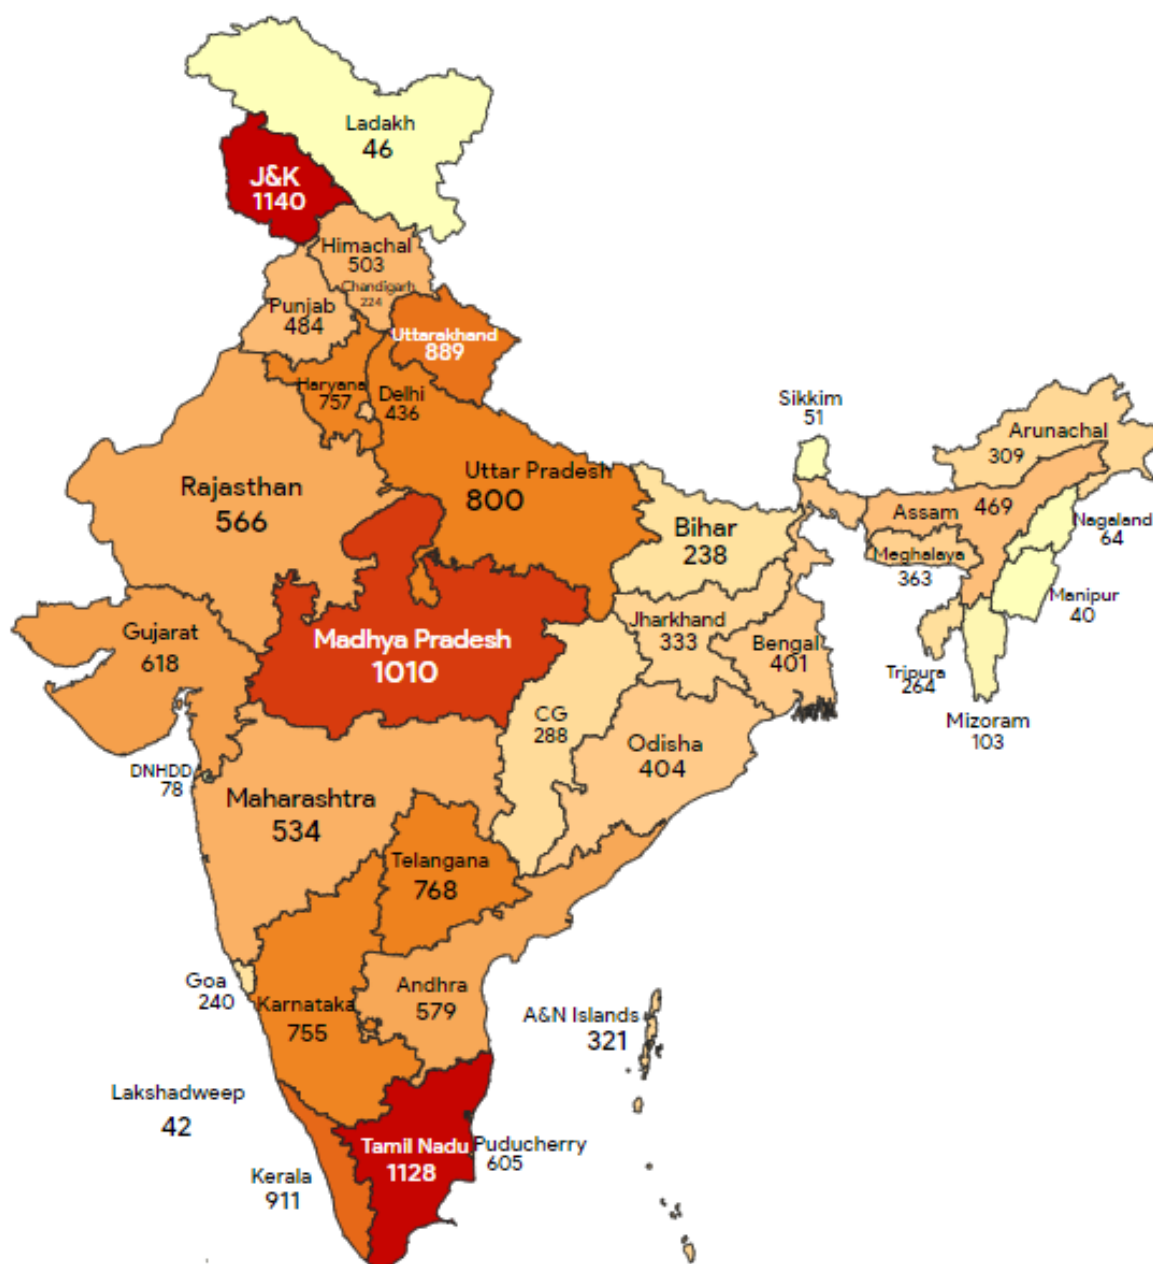 Ladakh
46
J&K
1140
Himachal
503
Chandigarh
224
Punjab
484
Uttarakhand
889
Haryana
757
Delhi
436
Sikkim
51
Arunachal
309
Rajasthan
566
Uttar Pradesh
800
Assam
469
Bihar
238
Nagaland
64
Meghalaya
363
Manipur
40
Gujarat
618
Madhya Pradesh
1010
Jharkhand
333
Bengal
401
Tripura
264
Mizoram
103
CG
288
Odisha
404
DNHDD
78
Maharashtra
534
Telangana
768
Goa
240
Karnataka
755
Andhra
579
A&N Islands
321
Lakshadweep
42
Tamil Nadu
1128
Puducherry
605
Kerala
911